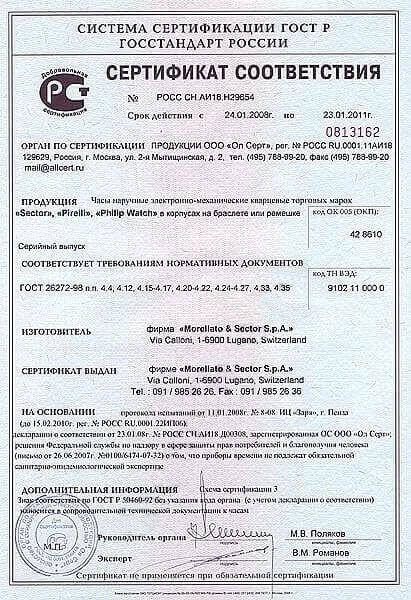 СИСТЕМА СЕРТИФИКАЦИИ ГОСТ Р
ГОССТАНДАРТ РОССИИ
Добровольная
сертификация
СЕРТИФИКАТ СООТВЕТСТВИЯ
№ РОСС CH.АИ18.Н29654
Срок действия с 24.01.2008г. по 23.01.2011г.
0813162
ОРГАН ПО СЕРТИФИКАЦИИ ПРОДУКЦИИ ООО «Ол Серт», рег. № РОСС RU.0001.11АИ18
129629, Россия, г. Москва, ул. 2-я Мытищинская, д. 2, тел. (495) 788-99-20, факс (495) 788-99-20
mail@allcert.ru
ПРОДУКЦИЯ Часы наручные электронно-механические кварцевые торговых марок
«Sector», «Pirelli», «Philip Watch» в корпусах на браслете или ремешке
код ОК 005 (ОКП):
42 8610
Серийный выпуск
СООТВЕТСТВУЕТ ТРЕБОВАНИЯМ НОРМАТИВНЫХ ДОКУМЕНТОВ
код ТН ВЭД:
ГОСТ 26272-98 п.п. 4.4, 4.12, 4.15-4.17, 4.20-4.22, 4.24-4.27, 4.33, 4.35
9102 11 000 0
ИЗГОТОВИТЕЛЬ фирма «Morellato & Sector S.p.A.»
Via Calloni, 1-6900 Lugano, Switzerland
СЕРТИФИКАТ ВЫДАН фирме «Morellato & Sector S.p.A.»
Via Calloni, 1-6900 Lugano, Switzerland
Tel. : 091 / 985 26 26. Fax : 091 / 985 26 36
НА ОСНОВАНИИ протокола испытаний от 11.01.2008г. № 8-08 ИЦ «Заря», г. Пенза
(до 15.02.2010г, рег. № РОСС RU.0001.22ИП06);
декларации о соответствии от 23.01.08г. № РОСС CH.АИ18 Д00308, зарегистрированная ОС ООО «Ол Серт»;
решения Федеральной службы по надзору в сфере защиты прав потребителей и благополучия человека
(письмо от 26.06.2007г. №0100/6474-07-32) о том, что приборы времени не подлежат обязательной
санитарно-эпидемиологической экспертизе
ДОПОЛНИТЕЛЬНАЯ ИНФОРМАЦИЯ Схема сертификации 3
Знак соответствия по ГОСТ Р 50460-92 без указания кода органа (с учетом декларации о соответствии)
наносится в сопроводительной технической документации к часам
Руководитель органа М.В. Поляков
М.П.
Эксперт В.М. Романов
Сертификат не применяется при обязательной сертификации